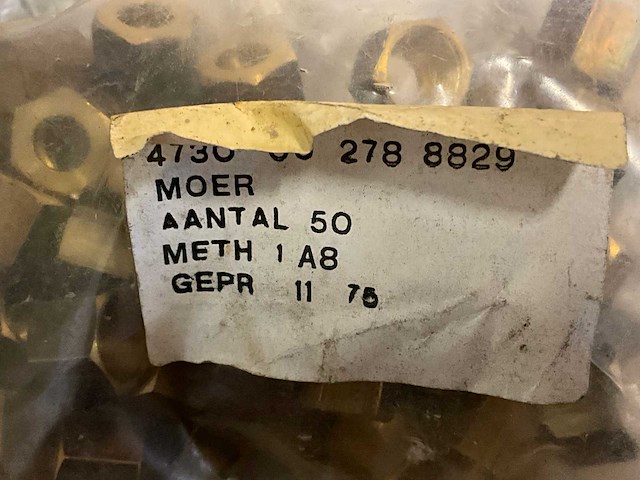 4730 00 278 8829
MOER
AANTAL 50
METH 1 A8
GEPR 11 75